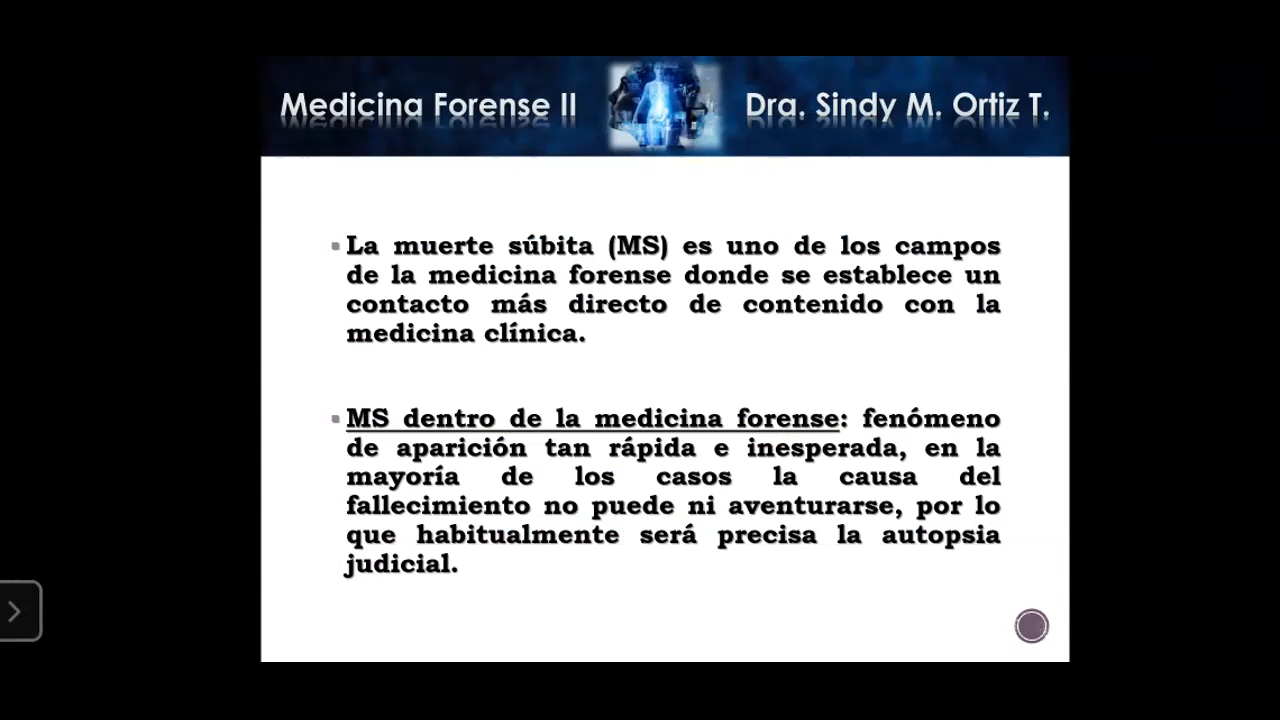 Medicina Forense II
Dra. Sindy M. Ortiz T.
La muerte súbita (MS) es uno de los campos
de la medicina forense donde se establece un
contacto más directo de contenido con la
medicina clínica.
MS dentro de la medicina forense: fenómeno
de aparición tan rápida e inesperada, en la
mayoría de los casos la causa del
fallecimiento no puede ni aventurarse, por lo
que habitualmente será precisa la autopsia
judicial.